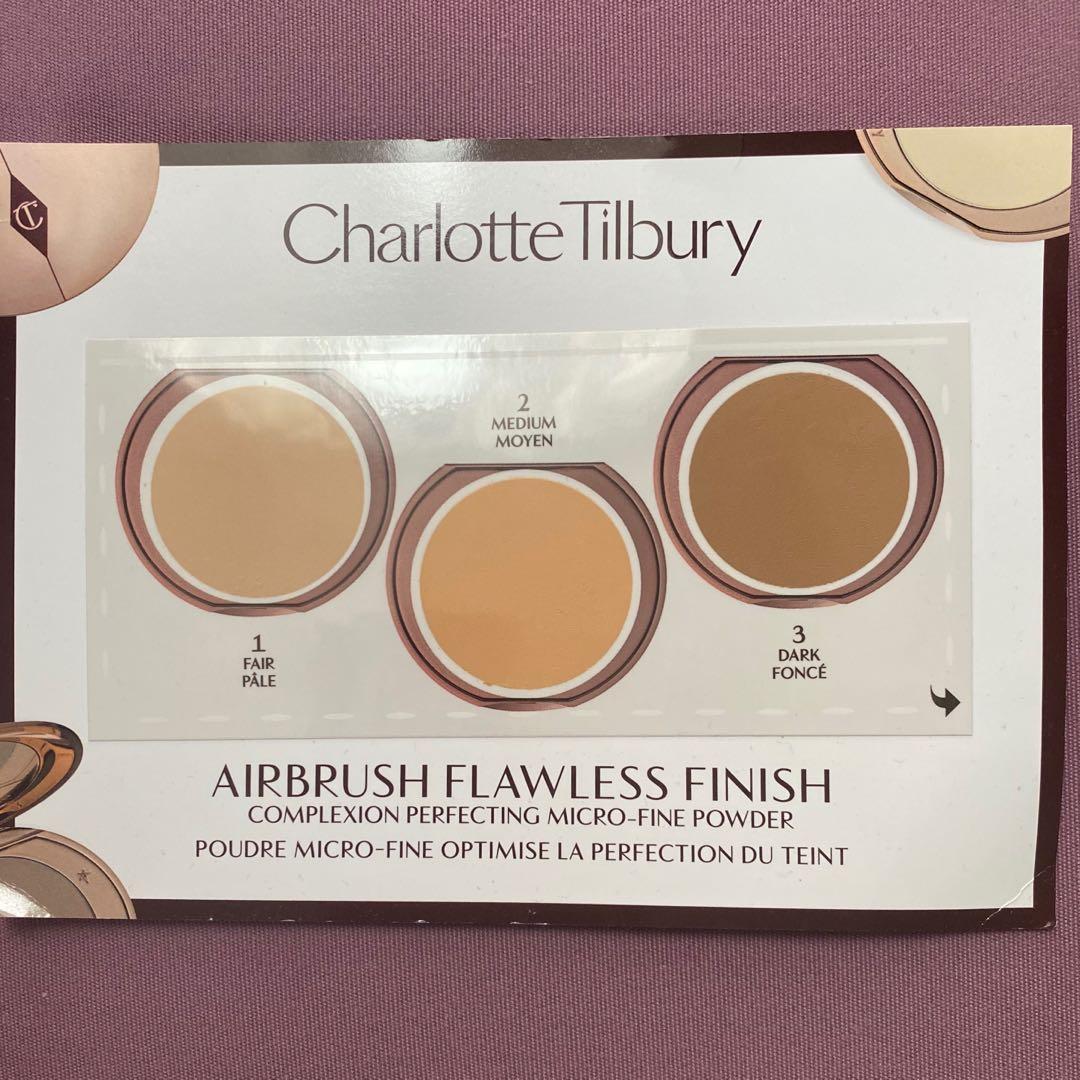 Charlotte Tilbury
2
MEDIUM
MOYEN
1
FAIR
PÂLE
3
DARK
FONCÉ
AIRBRUSH FLAWLESS FINISH
COMPLEXION PERFECTING MICRO-FINE POWDER
POUDRE MICRO-FINE OPTIMISE LA PERFECTION DU TEINT